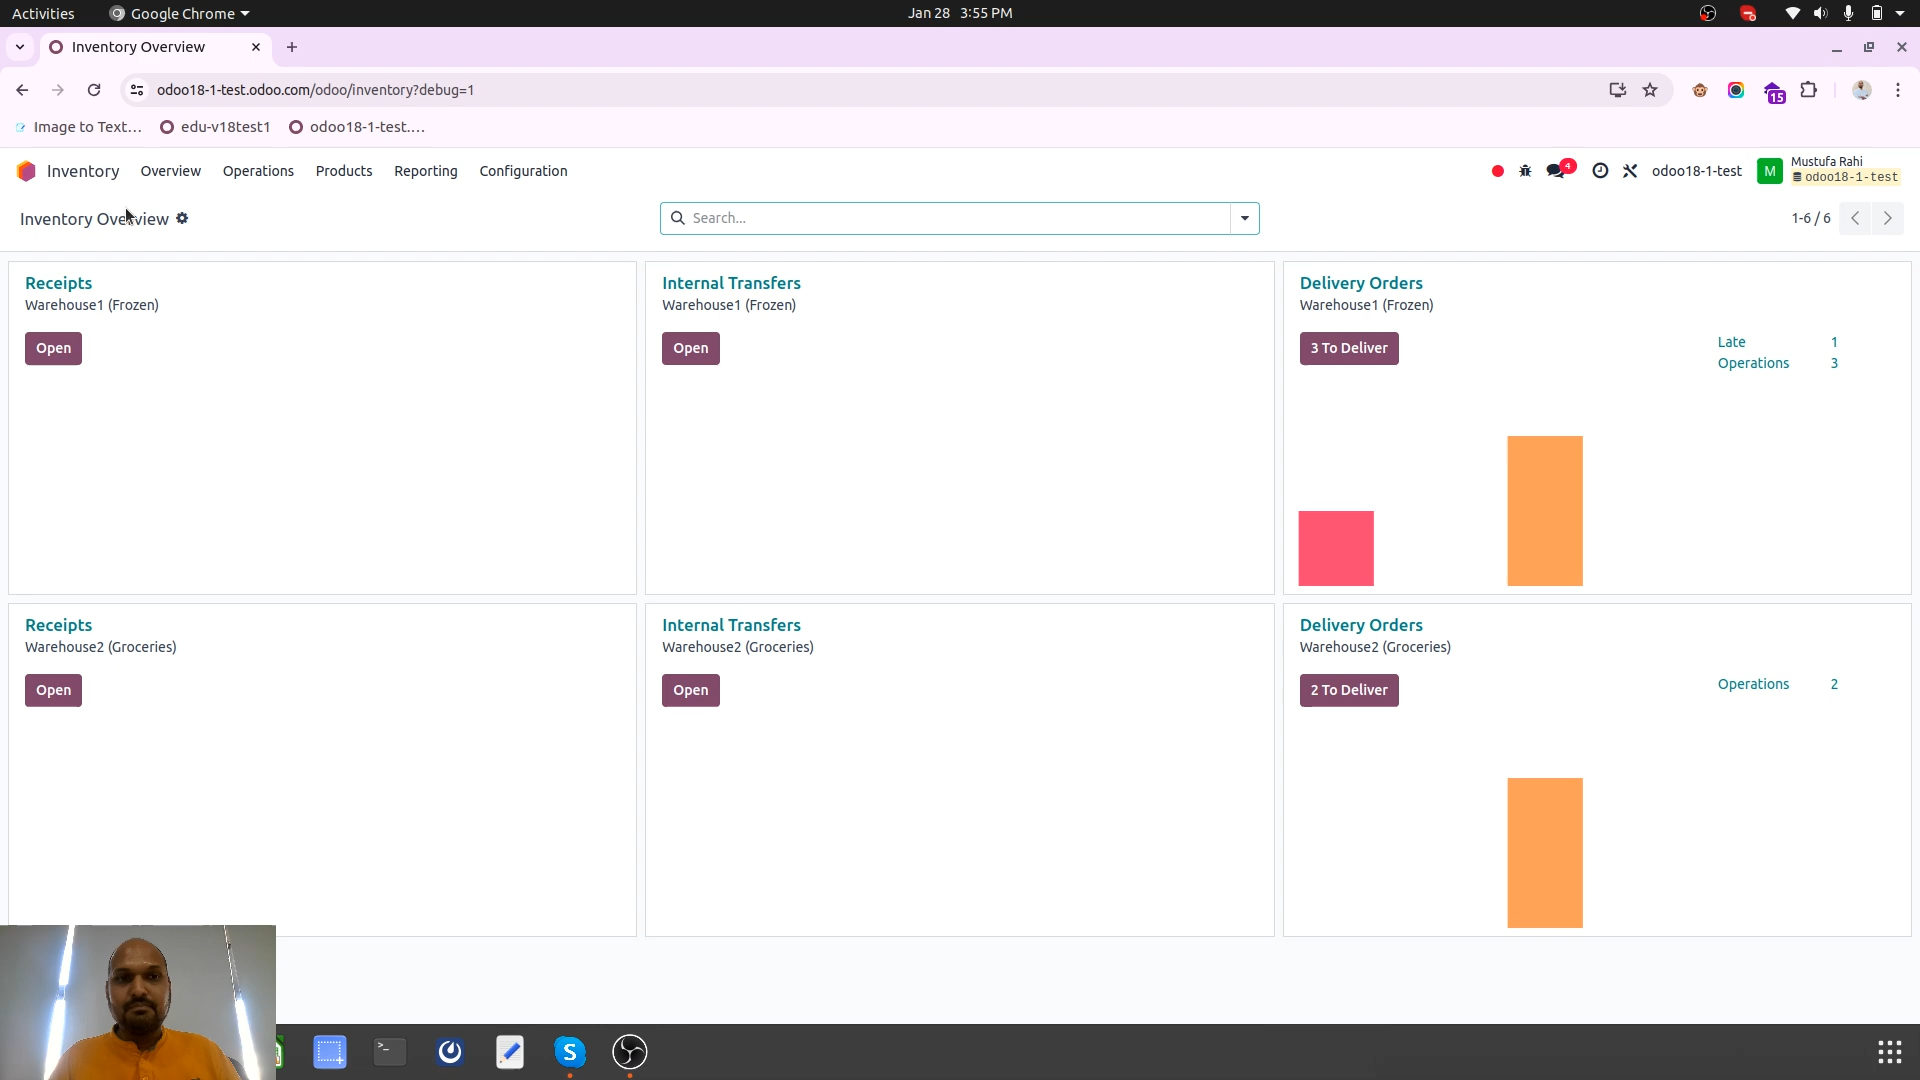 Activities
Google Chrome
Jan 28 3:55 PM
Inventory Overview
odoo18-1-test.odoo.com/odoo/inventory?debug=1
15
Image to Text...
edu-v18test1
odoo18-1-test....
Inventory
Overview
Operations
Products
Reporting
Configuration
4
odoo18-1-test
M
Mustufa Rahi
odoo18-1-test
Inventory Overview
Search...
1-6 / 6
Receipts
Warehouse1 (Frozen)
Open
Internal Transfers
Warehouse1 (Frozen)
Open
Delivery Orders
Warehouse1 (Frozen)
3 To Deliver
Late 1
Operations 3
Receipts
Warehouse2 (Groceries)
Open
Internal Transfers
Warehouse2 (Groceries)
Open
Delivery Orders
Warehouse2 (Groceries)
2 To Deliver
Operations 2